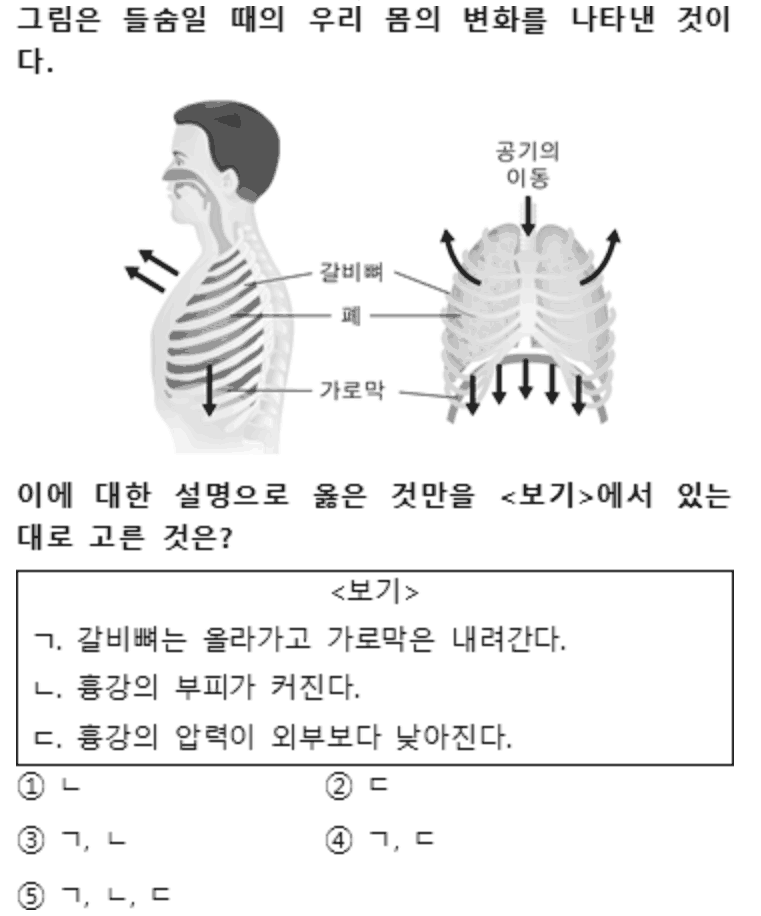 그림은 들숨일 때의 우리 몸의 변화를 나타낸 것이
다.
공기의
이동
갈비뼈
폐
가로막
이에 대한 설명으로 옳은 것만을 <보기>에서 있는
대로 고른 것은?
<보기>
ㄱ. 갈비뼈는 올라가고 가로막은 내려간다.
ㄴ. 흉강의 부피가 커진다.
ㄷ. 흉강의 압력이 외부보다 낮아진다.
① ㄴ ② ㄷ
③ ㄱ, ㄴ ④ ㄱ, ㄷ
⑤ ㄱ, ㄴ, ㄷ